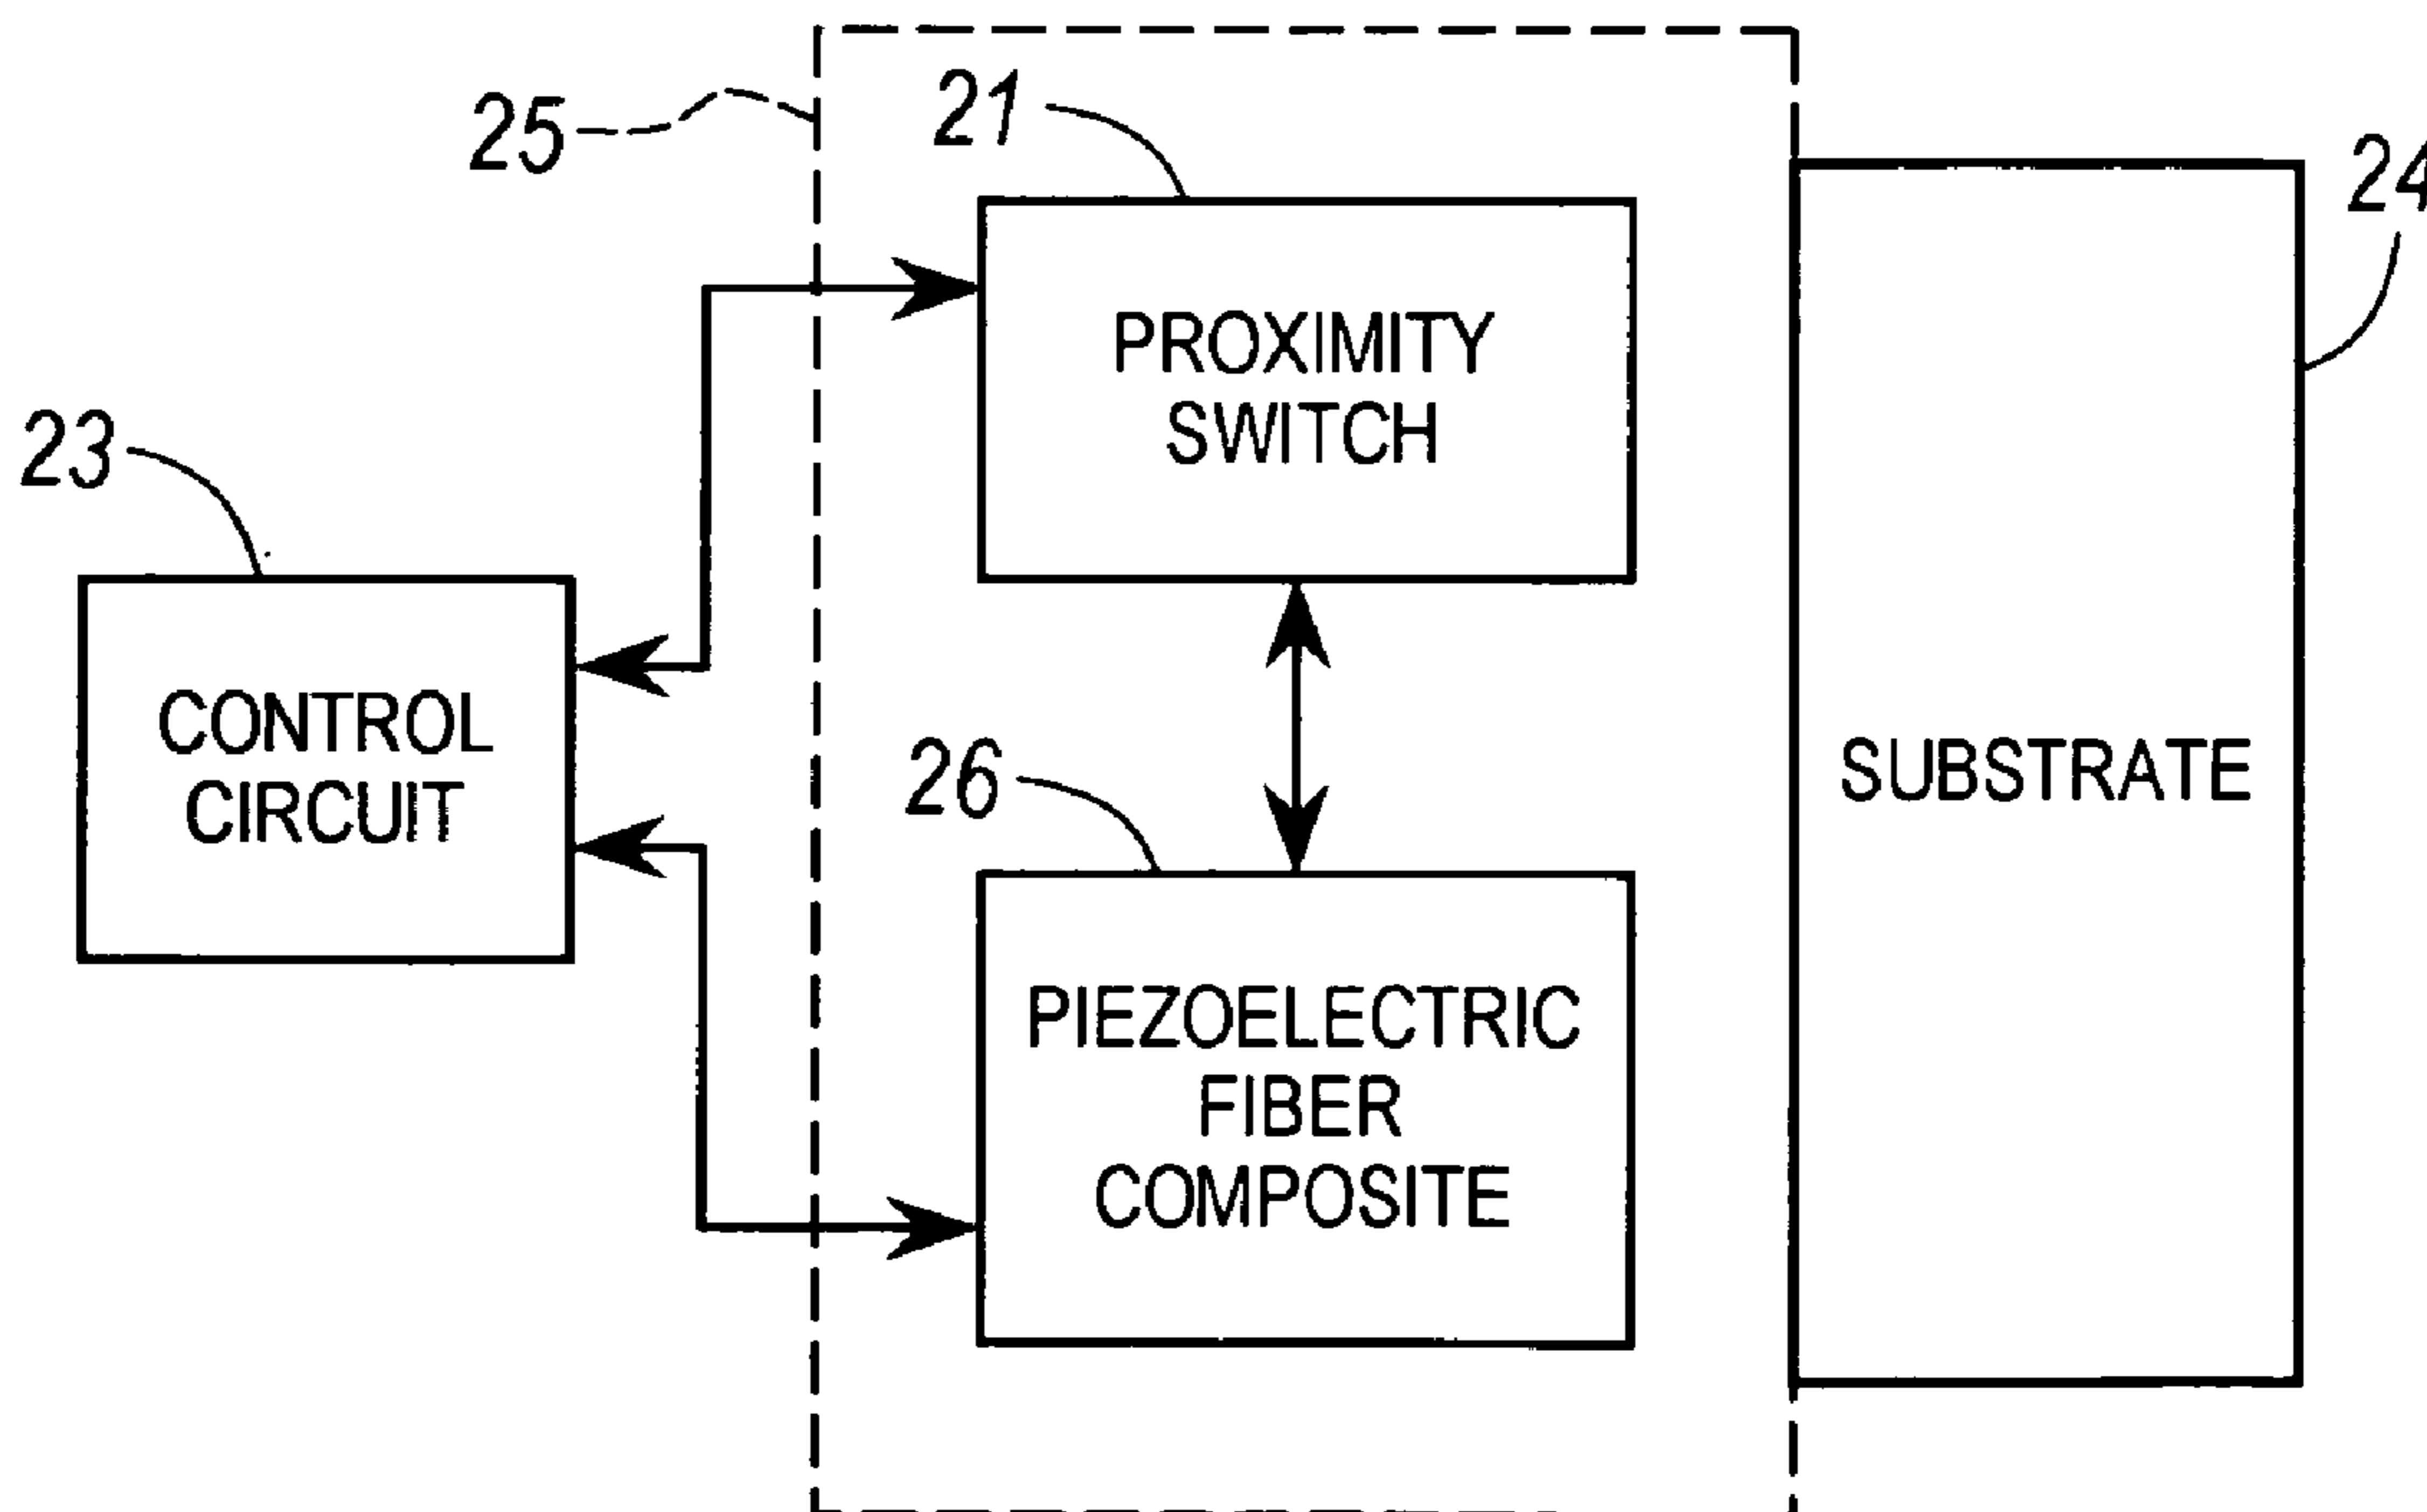 25
21
24
PROXIMITY
SWITCH
23
CONTROL
CIRCUIT
26
SUBSTRATE
PIEZOELECTRIC
FIBER
COMPOSITE